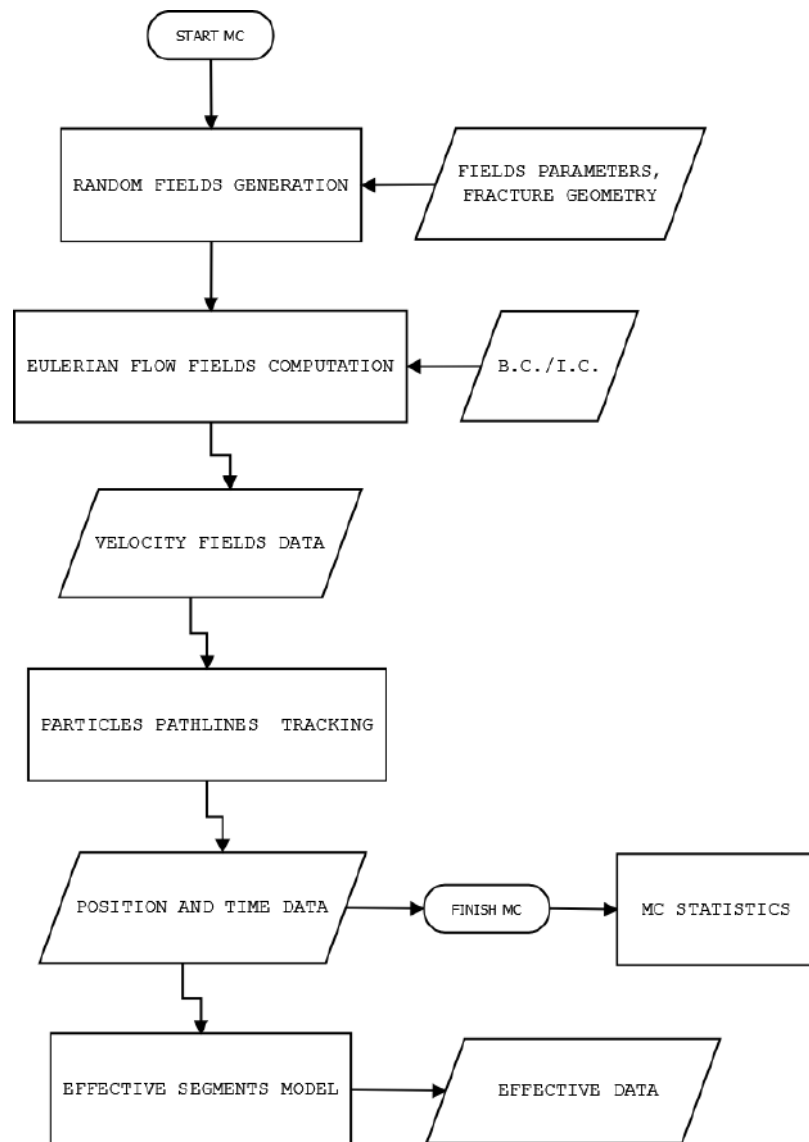 START MC
RANDOM FIELDS GENERATION
FIELDS PARAMETERS,
FRACTURE GEOMETRY
EULERIAN FLOW FIELDS COMPUTATION
B.C./I.C.
VELOCITY FIELDS DATA
PARTICLES PATHLINES TRACKING
POSITION AND TIME DATA
FINISH MC
MC STATISTICS
EFFECTIVE SEGMENTS MODEL
EFFECTIVE DATA